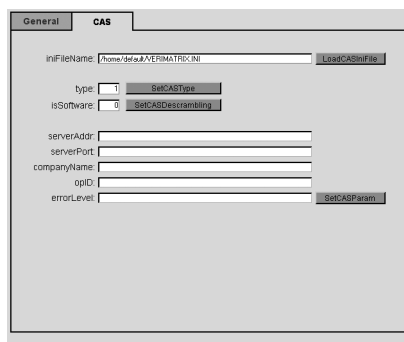 General CAS
iniFileName: /home/default/VERIMATRIX.INI LoadCASIniFile
type: 1 SetCASType
isSoftware: 0 SetCASDescrambling
serverAddr:
serverPort:
companyName:
opID:
errorLevel: SetCASParam